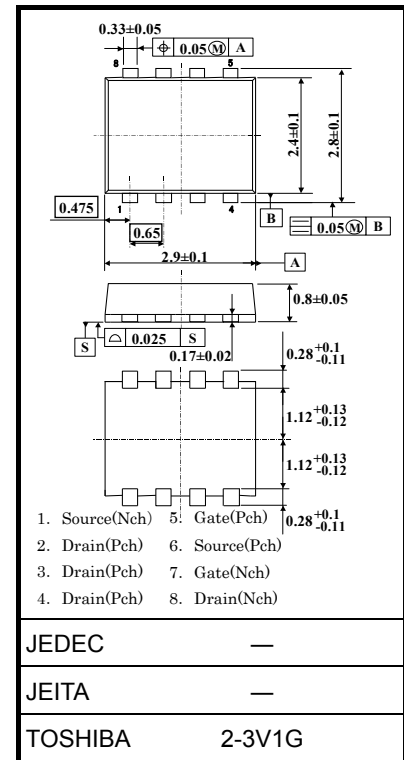 0.33±0.05
⌖ 0.05Ⓜ A
8 5
2.4±0.1
2.8±0.1
0.475
1 4
B
0.65
⌯ 0.05Ⓜ B
2.9±0.1
A
0.8±0.05
S
⌓ 0.025 S
0.17±0.02
0.28 +0.1 -0.11
1.12 +0.13 -0.12
1.12 +0.13 -0.12
0.28 +0.1 -0.11
1. Source(Nch) 5. Gate(Pch)
2. Drain(Pch) 6. Source(Pch)
3. Drain(Pch) 7. Gate(Nch)
4. Drain(Pch) 8. Drain(Nch)
JEDEC —
JEITA —
TOSHIBA 2-3V1G